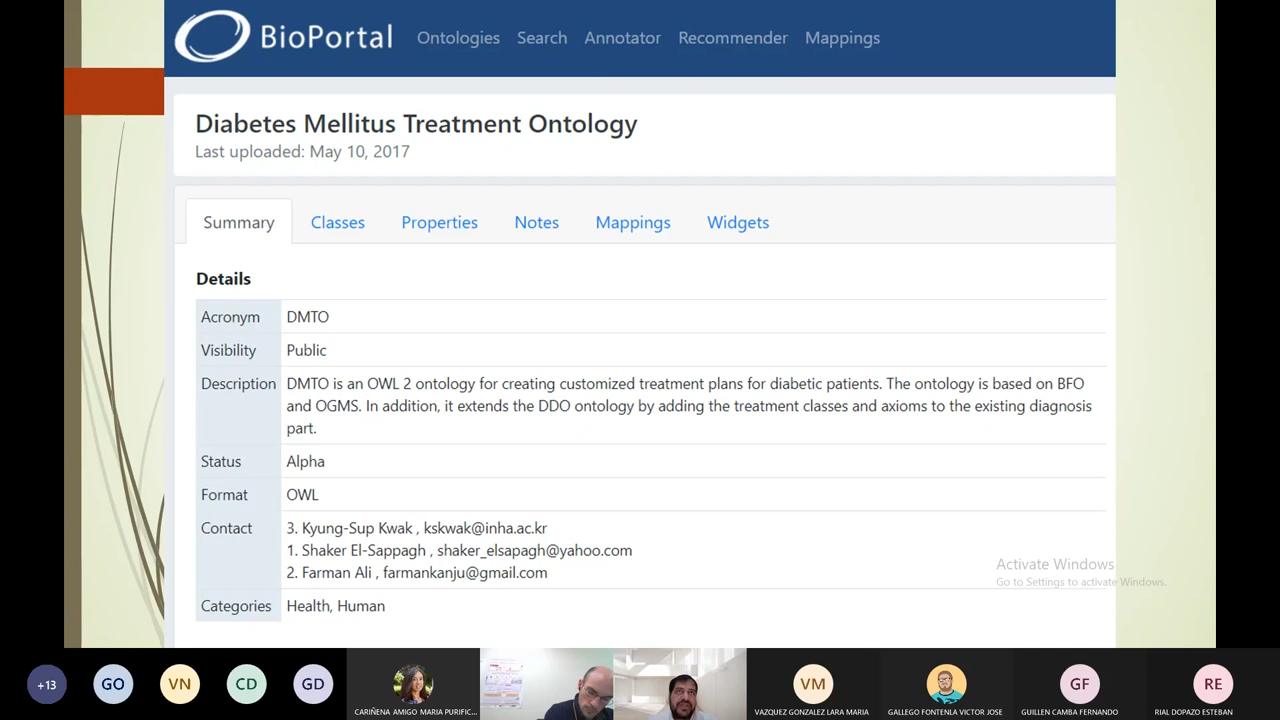 BioPortal Ontologies Search Annotator Recommender Mappings
Diabetes Mellitus Treatment Ontology
Last uploaded: May 10, 2017
Summary Classes Properties Notes Mappings Widgets
Details
Acronym DMTO
Visibility Public
Description DMTO is an OWL 2 ontology for creating customized treatment plans for diabetic patients. The ontology is based on BFO
and OGMS. In addition, it extends the DDO ontology by adding the treatment classes and axioms to the existing diagnosis
part.
Status Alpha
Format OWL
Contact 3. Kyung-Sup Kwak , kskwak@inha.ac.kr
1. Shaker El-Sappagh , shaker_elsapagh@yahoo.com
2. Farman Ali , farmankanju@gmail.com
Categories Health, Human
Activate Windows
Go to Settings to activate Windows.
+13 GO VN CD GD VM GF RE
CARIÑENA AMIGO MARIA PURIFIC... VAZQUEZ GONZALEZ LARA MARIA GALLEGO FONTENLA VICTOR JOSE GUILLEN CAMBA FERNANDO RIAL DOPAZO ESTEBAN